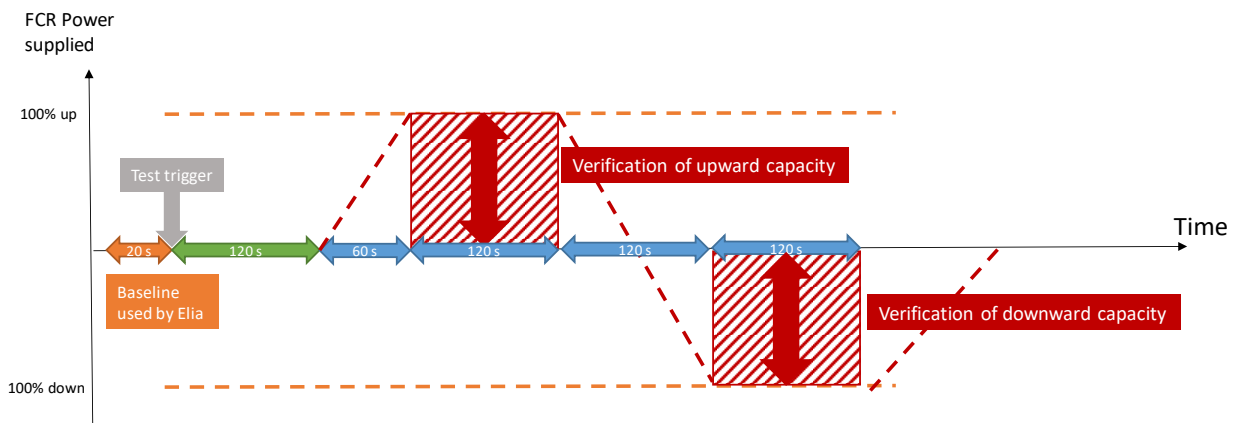 FCR Power
supplied
100% up
Test trigger
Verification of upward capacity
Time
20 s
120 s
60 s
120 s
120 s
120 s
Baseline
used by Elia
Verification of downward capacity
100% down